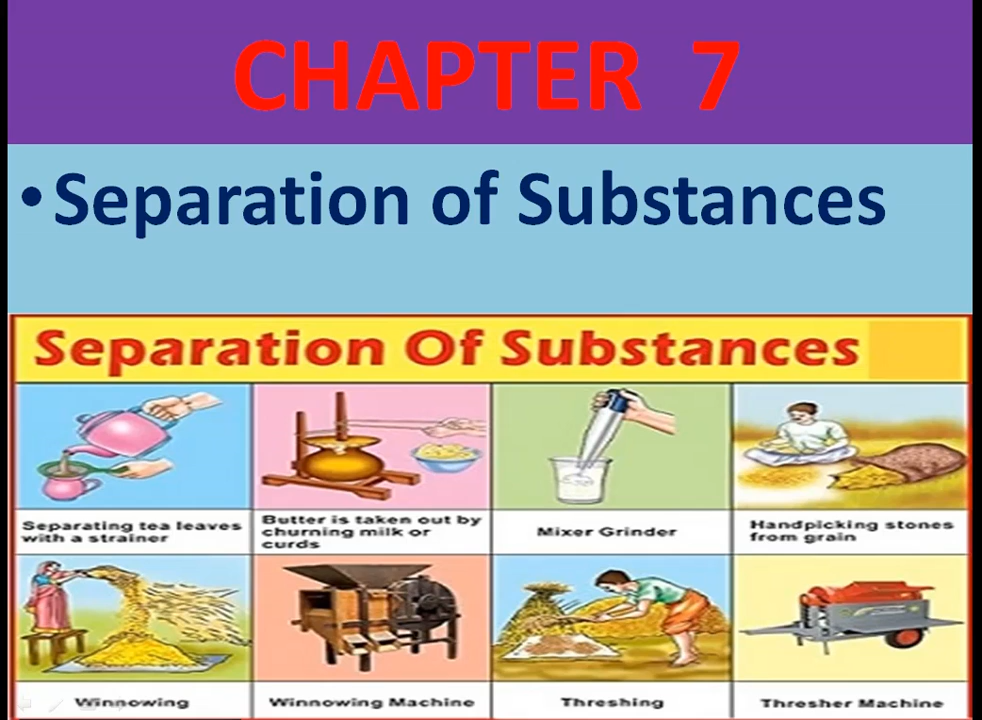 CHAPTER 7
• Separation of Substances
Separation Of Substances
Separating tea leaves
with a strainer
Butter is taken out by
churning milk or
curds
Mixer Grinder
Handpicking stones
from grain
Winnowing
Winnowing Machine
Threshing
Thresher Machine